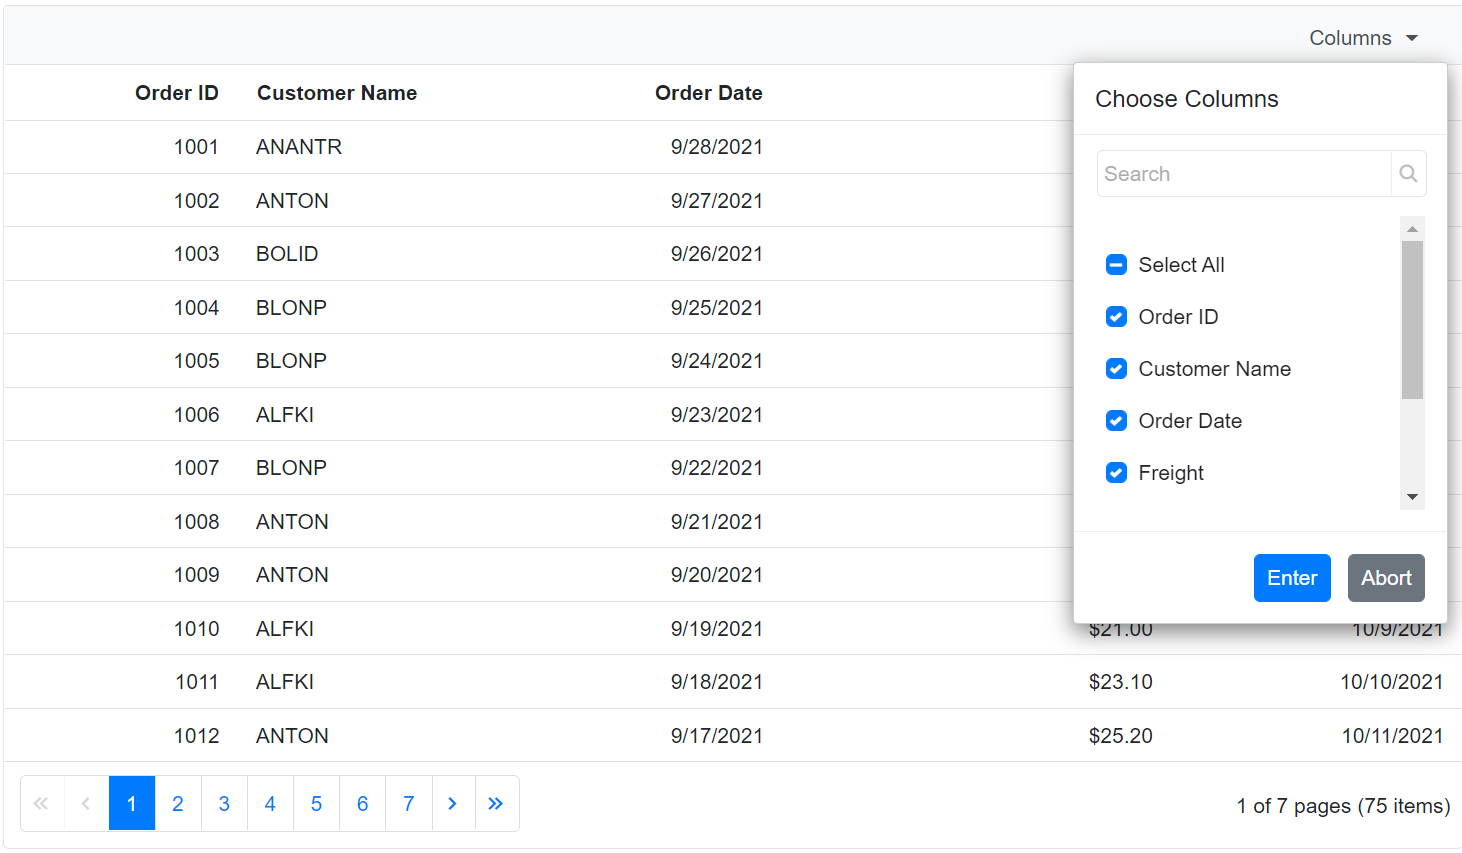 Columns
Order ID Customer Name Order Date
Choose Columns
Search
Select All
Order ID
Customer Name
Order Date
Freight
Enter Abort
1001 ANANTR 9/28/2021
1002 ANTON 9/27/2021
1003 BOLID 9/26/2021
1004 BLONP 9/25/2021
1005 BLONP 9/24/2021
1006 ALFKI 9/23/2021
1007 BLONP 9/22/2021
1008 ANTON 9/21/2021
1009 ANTON 9/20/2021
1010 ALFKI 9/19/2021 $21.00 10/9/2021
1011 ALFKI 9/18/2021 $23.10 10/10/2021
1012 ANTON 9/17/2021 $25.20 10/11/2021
« ‹ 1 2 3 4 5 6 7 › » 1 of 7 pages (75 items)